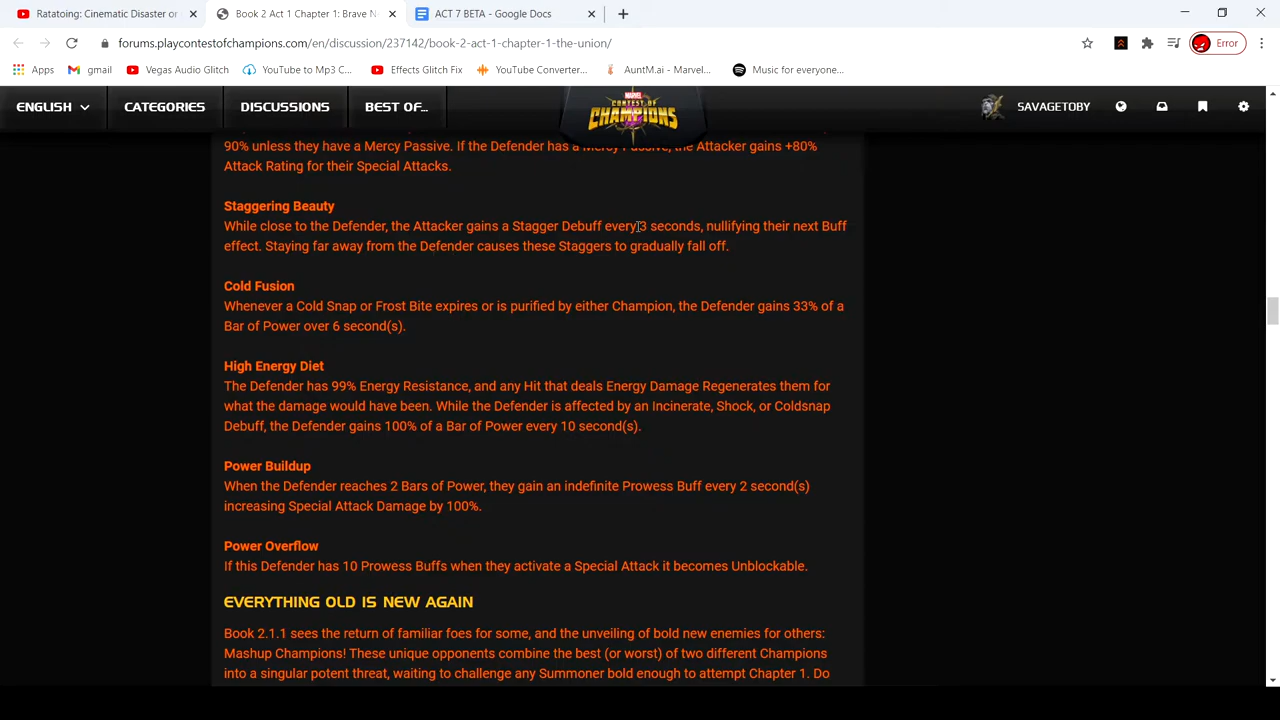 Ratatoing: Cinematic Disaster or
Book 2 Act 1 Chapter 1: Brave N
ACT 7 BETA - Google Docs
forums.playcontestofchampions.com/en/discussion/237142/book-2-act-1-chapter-1-the-union/
Error
Apps
gmail
Vegas Audio Glitch
YouTube to Mp3 C...
Effects Glitch Fix
YouTube Converter...
AuntM.ai - Marvel...
Music for everyone...
ENGLISH
CATEGORIES
DISCUSSIONS
BEST OF...
MARVEL
CONTEST OF
CHAMPIONS
SAVAGETOBY
90% unless they have a Mercy Passive. If the Defender has a Mercy Passive, the Attacker gains +80%
Attack Rating for their Special Attacks.
Staggering Beauty
While close to the Defender, the Attacker gains a Stagger Debuff every 3 seconds, nullifying their next Buff
effect. Staying far away from the Defender causes these Staggers to gradually fall off.
Cold Fusion
Whenever a Cold Snap or Frost Bite expires or is purified by either Champion, the Defender gains 33% of a
Bar of Power over 6 second(s).
High Energy Diet
The Defender has 99% Energy Resistance, and any Hit that deals Energy Damage Regenerates them for
what the damage would have been. While the Defender is affected by an Incinerate, Shock, or Coldsnap
Debuff, the Defender gains 100% of a Bar of Power every 10 second(s).
Power Buildup
When the Defender reaches 2 Bars of Power, they gain an indefinite Prowess Buff every 2 second(s)
increasing Special Attack Damage by 100%.
Power Overflow
If this Defender has 10 Prowess Buffs when they activate a Special Attack it becomes Unblockable.
EVERYTHING OLD IS NEW AGAIN
Book 2.1.1 sees the return of familiar foes for some, and the unveiling of bold new enemies for others:
Mashup Champions! These unique opponents combine the best (or worst) of two different Champions
into a singular potent threat, waiting to challenge any Summoner bold enough to attempt Chapter 1. Do